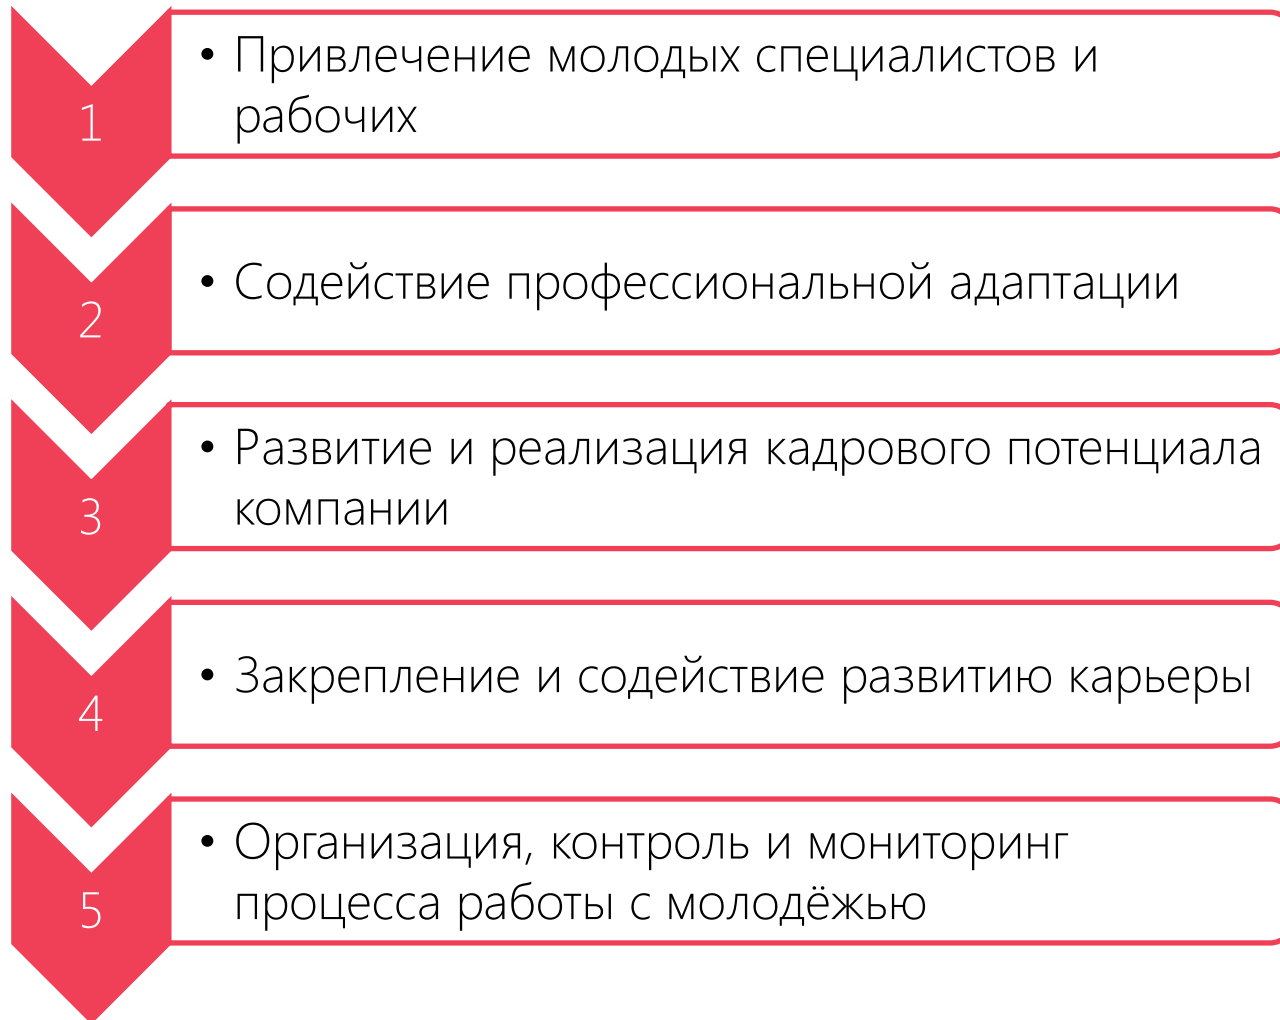 1
• Привлечение молодых специалистов и
рабочих
2
• Содействие профессиональной адаптации
3
• Развитие и реализация кадрового потенциала
компании
4
• Закрепление и содействие развитию карьеры
5
• Организация, контроль и мониторинг
процесса работы с молодёжью